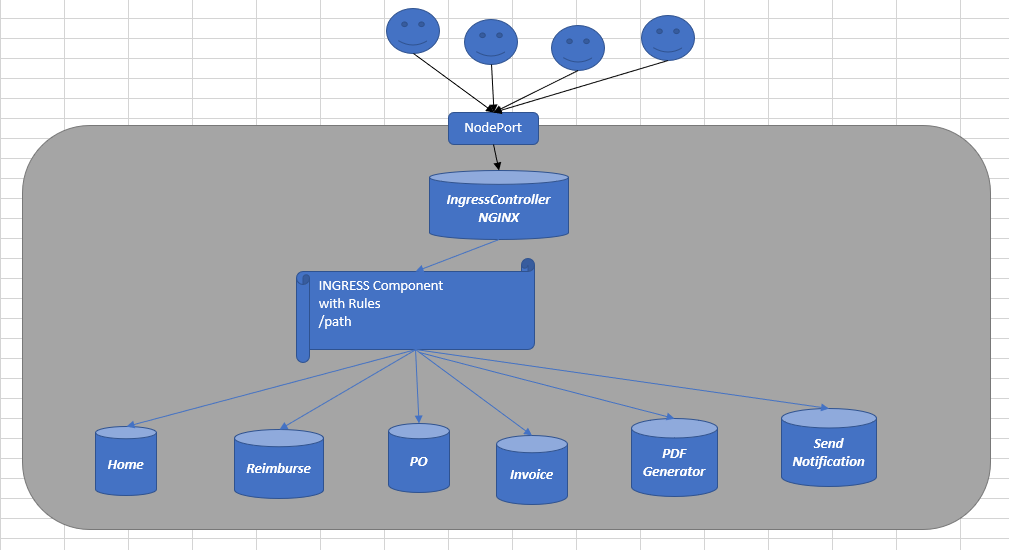 NodePort
IngressController
NGINX
INGRESS Component
with Rules
/path
Home
Reimburse
PO
Invoice
PDF
Generator
Send
Notification